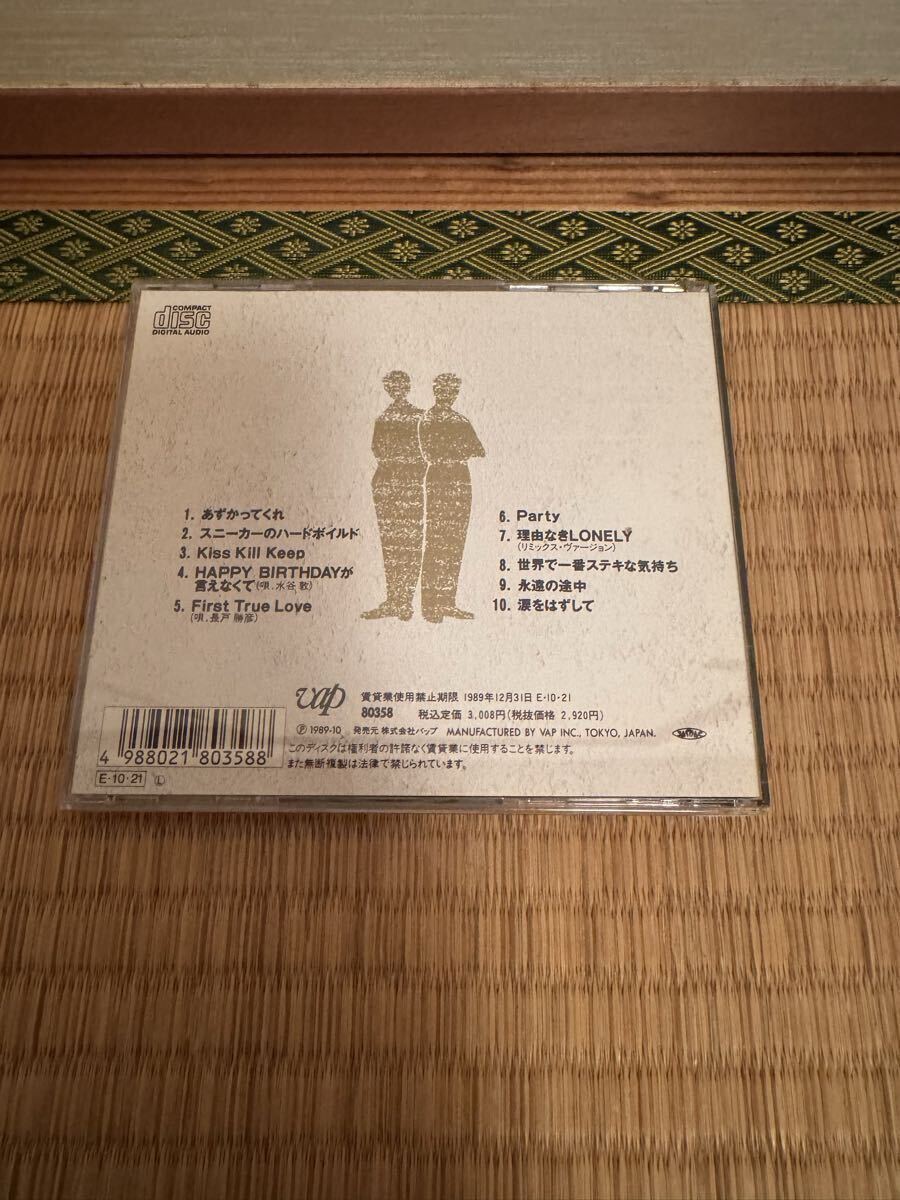 COMPACT
disc
DIGITAL AUDIO
1. あずかってくれ
2. スニーカーのハードボイルド
3. Kiss Kill Keep
4. HAPPY BIRTHDAYが
言えなくて(唄.水谷 敦)
5. First True Love
(唄.長戸 勝彦)
6. Party
7. 理由なきLONELY
(リミックス・ヴァージョン)
8. 世界で一番ステキな気持ち
9. 永遠の途中
10. 涙をはずして
vap
賃貸業使用禁止期限 1989年12月31日 E・10・21
80358 税込定価 3,008円(税抜価格 2,920円)
Ⓟ1989-10 発売元 株式会社バップ MANUFACTURED BY VAP INC., TOKYO, JAPAN.
このディスクは権利者の許諾なく賃貸業に使用することを禁じます。
また無断複製は法律で禁じられています。
4 988021 803588
E・10・21 Ⓛ